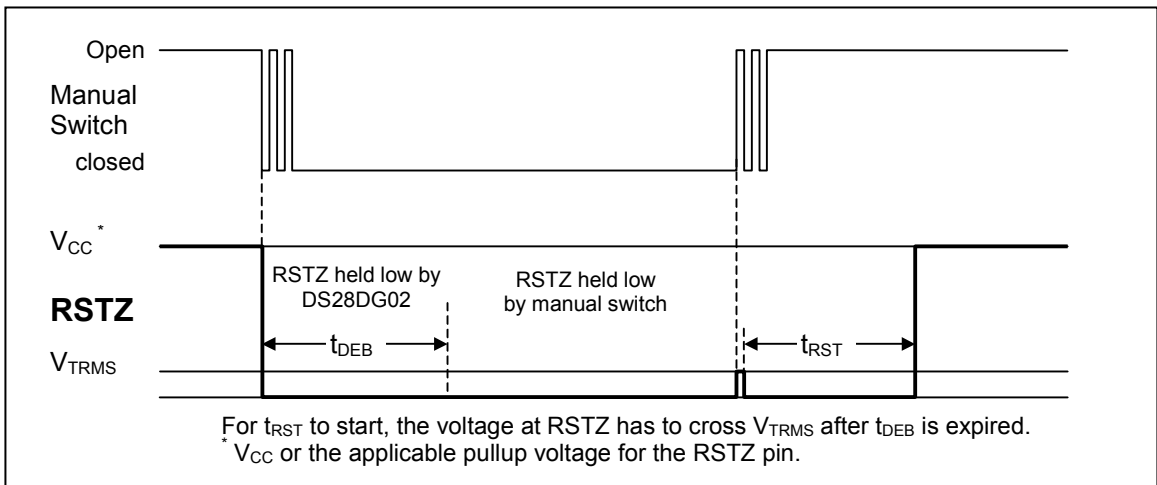 Open
Manual
Switch
closed
VCC *
RSTZ held low by
DS28DG02
RSTZ held low
by manual switch
RSTZ
tDEB
tRST
VTRMS
For tRST to start, the voltage at RSTZ has to cross VTRMS after tDEB is expired.
* VCC or the applicable pullup voltage for the RSTZ pin.